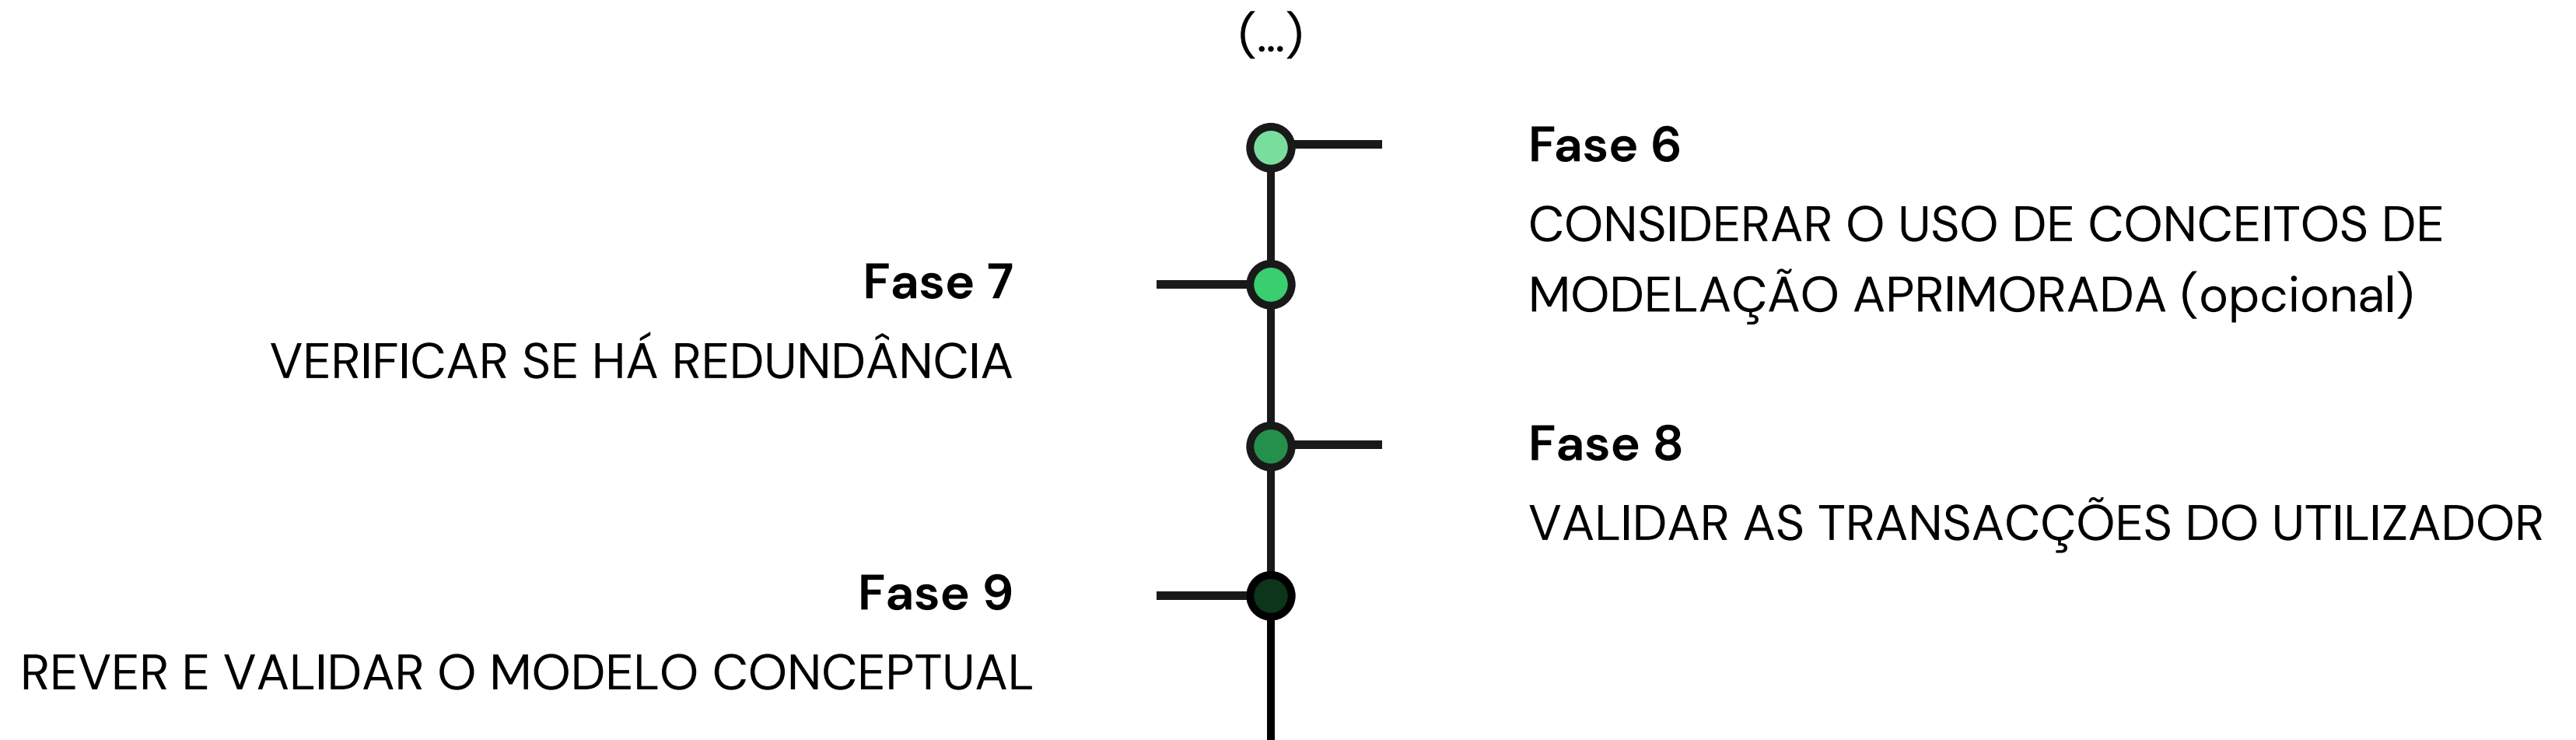 (...)
Fase 6
CONSIDERAR O USO DE CONCEITOS DE
MODELAÇÃO APRIMORADA (opcional)
Fase 7
VERIFICAR SE HÁ REDUNDÂNCIA
Fase 8
VALIDAR AS TRANSACÇÕES DO UTILIZADOR
Fase 9
REVER E VALIDAR O MODELO CONCEPTUAL